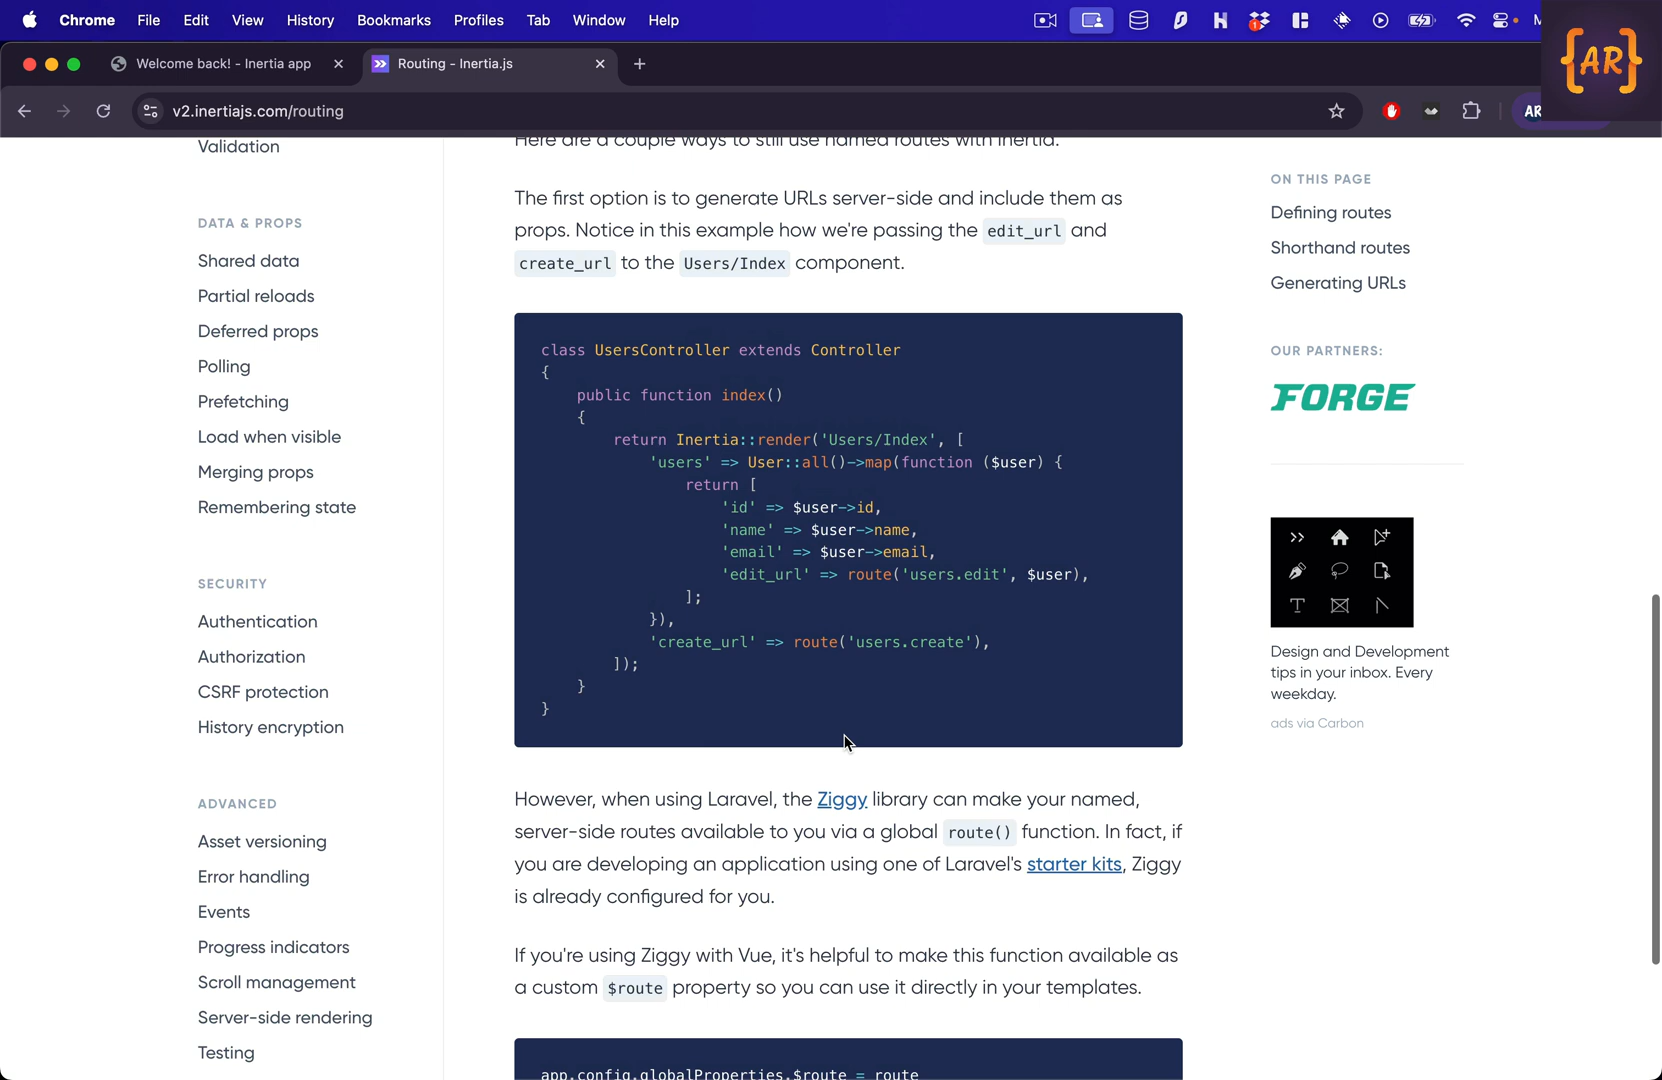 Chrome File Edit View History Bookmarks Profiles Tab Window Help
{AR}
Welcome back! - Inertia app
Routing - Inertia.js
v2.inertiajs.com/routing
AR
Validation
DATA & PROPS
Shared data
Partial reloads
Deferred props
Polling
Prefetching
Load when visible
Merging props
Remembering state
SECURITY
Authentication
Authorization
CSRF protection
History encryption
ADVANCED
Asset versioning
Error handling
Events
Progress indicators
Scroll management
Server-side rendering
Testing
Here are a couple ways to still use named routes with Inertia.
The first option is to generate URLs server-side and include them as
props. Notice in this example how we're passing the edit_url and
create_url to the Users/Index component.
class UsersController extends Controller
{
    public function index()
    {
        return Inertia::render('Users/Index', [
            'users' => User::all()->map(function ($user) {
                return [
                    'id' => $user->id,
                    'name' => $user->name,
                    'email' => $user->email,
                    'edit_url' => route('users.edit', $user),
                ];
            }),
            'create_url' => route('users.create'),
        ]);
    }
}
However, when using Laravel, the Ziggy library can make your named,
server-side routes available to you via a global route() function. In fact, if
you are developing an application using one of Laravel's starter kits, Ziggy
is already configured for you.
If you're using Ziggy with Vue, it's helpful to make this function available as
a custom $route property so you can use it directly in your templates.
app.config.globalProperties.$route = route
ON THIS PAGE
Defining routes
Shorthand routes
Generating URLs
OUR PARTNERS:
FORGE
Design and Development
tips in your inbox. Every
weekday.
ads via Carbon